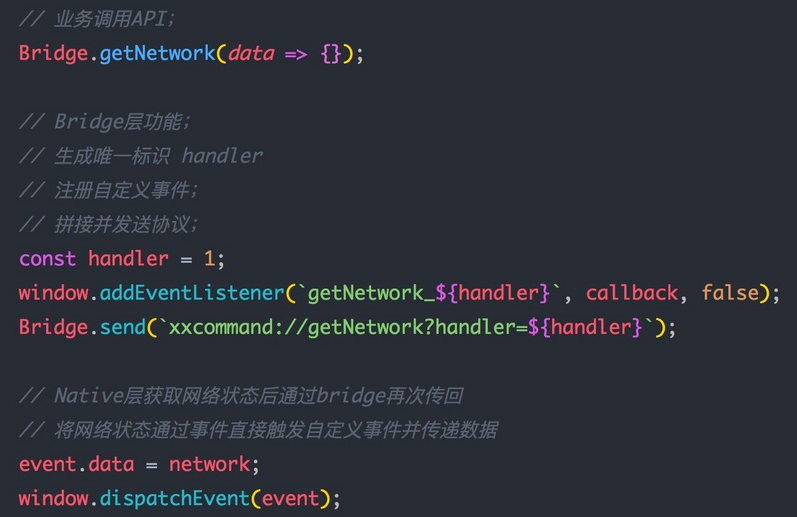 // 业务调用API；
Bridge.getNetwork(data => {});
// Bridge层功能；
// 生成唯一标识 handler
// 注册自定义事件；
// 拼接并发送协议；
const handler = 1;
window.addEventListener(`getNetwork_${handler}`, callback, false);
Bridge.send(`xxcommand://getNetwork?handler=${handler}`);
// Native层获取网络状态后通过bridge再次传回
// 将网络状态通过事件直接触发自定义事件并传递数据
event.data = network;
window.dispatchEvent(event);